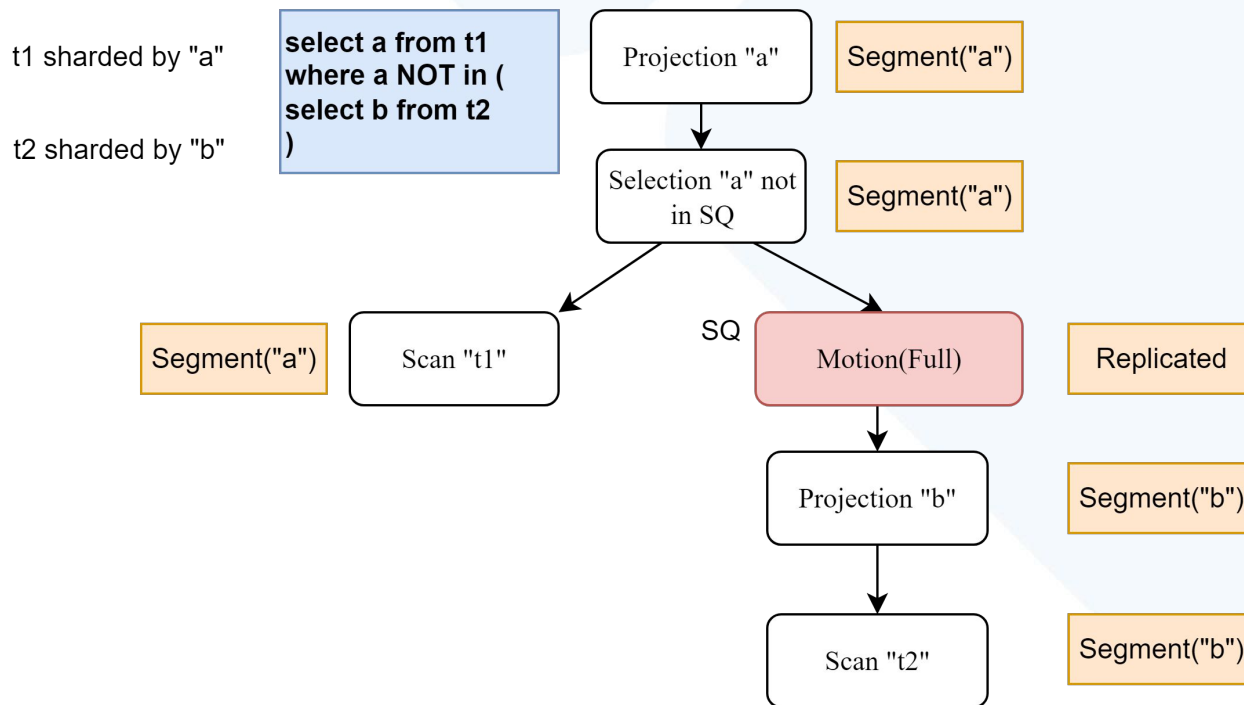 t1 sharded by "a"
t2 sharded by "b"
select a from t1
where a NOT in (
select b from t2
)
Projection "a"
Segment("a")
Selection "a" not
in SQ
Segment("a")
Segment("a")
Scan "t1"
SQ
Motion(Full)
Replicated
Projection "b"
Segment("b")
Scan "t2"
Segment("b")